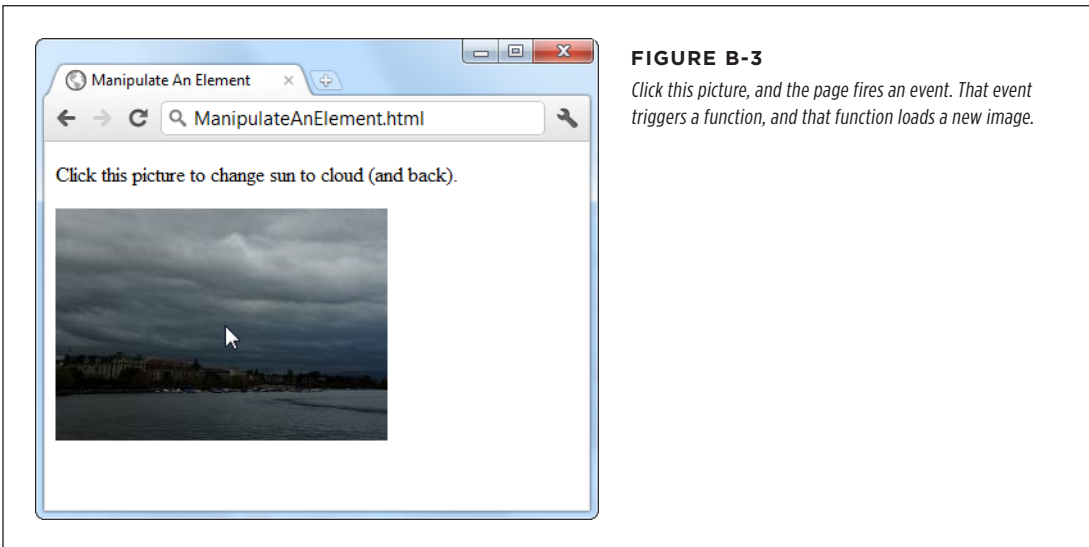 Manipulate An Element
ManipulateAnElement.html
Click this picture to change sun to cloud (and back).
FIGURE B-3
Click this picture, and the page fires an event. That event
triggers a function, and that function loads a new image.